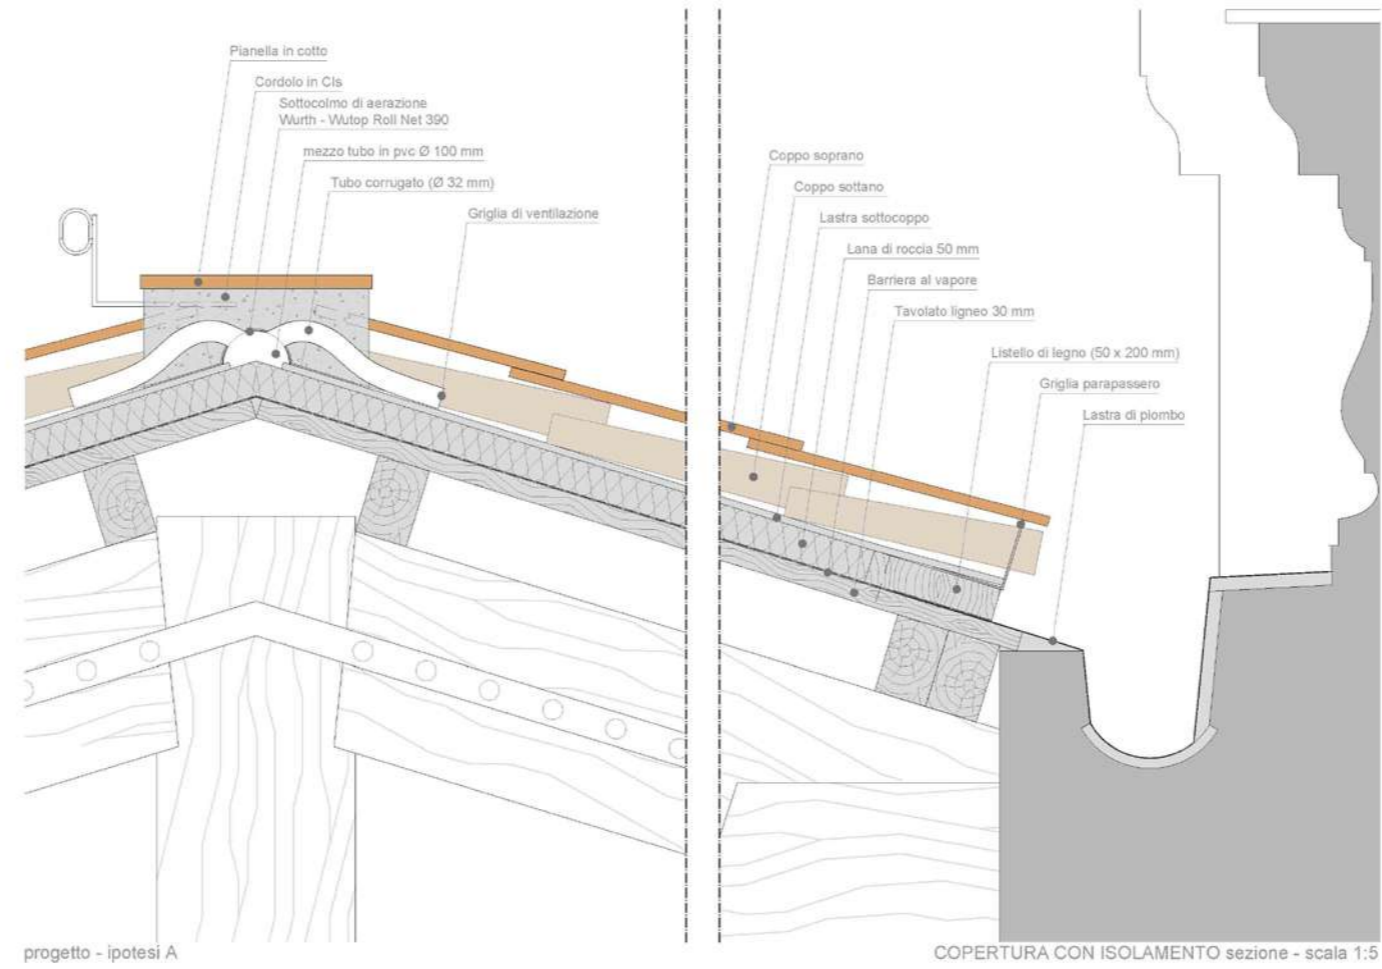 Pianella in cotto
Cordolo in Cls
Sottocolmo di aerazione
Wurth - Wutop Roll Net 390
mezzo tubo in pvc Ø 100 mm
Tubo corrugato (Ø 32 mm)
Griglia di ventilazione
Coppo soprano
Coppo sottano
Lastra sottocoppo
Lana di roccia 50 mm
Barriera al vapore
Tavolato ligneo 30 mm
Listello di legno (50 x 200 mm)
Griglia parapassero
Lastra di piombo
progetto - ipotesi A
COPERTURA CON ISOLAMENTO sezione - scala 1:5